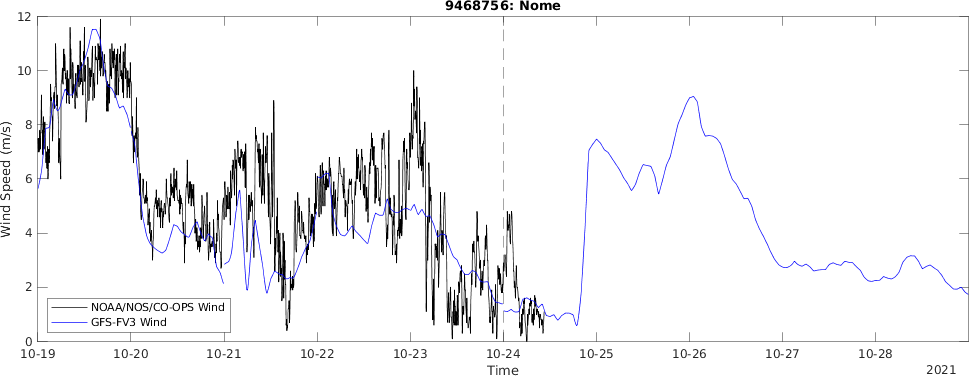 9468756: Nome
12
10
8
6
4
2
0
Wind Speed (m/s)
NOAA/NOS/CO-OPS Wind
GFS-FV3 Wind
10-19 10-20 10-21 10-22 10-23 10-24 10-25 10-26 10-27 10-28
Time
2021